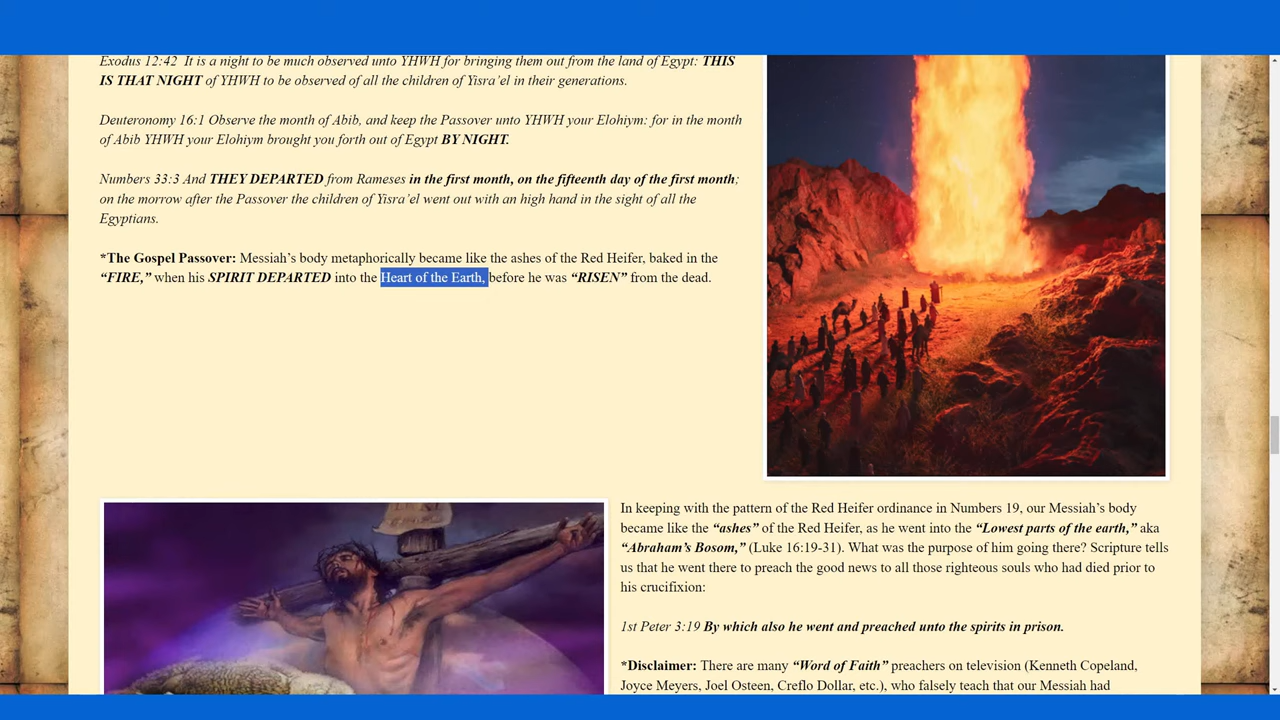 Exodus 12:42  It is a night to be much observed unto YHWH for bringing them out from the land of Egypt: THIS
IS THAT NIGHT of YHWH to be observed of all the children of Yisra’el in their generations.
Deuteronomy 16:1 Observe the month of Abib, and keep the Passover unto YHWH your Elohiym: for in the month
of Abib YHWH your Elohiym brought you forth out of Egypt BY NIGHT.
Numbers 33:3 And THEY DEPARTED from Rameses in the first month, on the fifteenth day of the first month;
on the morrow after the Passover the children of Yisra’el went out with an high hand in the sight of all the
Egyptians.
*The Gospel Passover: Messiah’s body metaphorically became like the ashes of the Red Heifer, baked in the
“FIRE,” when his SPIRIT DEPARTED into the Heart of the Earth, before he was “RISEN” from the dead.
In keeping with the pattern of the Red Heifer ordinance in Numbers 19, our Messiah’s body
became like the “ashes” of the Red Heifer, as he went into the “Lowest parts of the earth,” aka
“Abraham’s Bosom,” (Luke 16:19-31). What was the purpose of him going there? Scripture tells
us that he went there to preach the good news to all those righteous souls who had died prior to
his crucifixion:
1st Peter 3:19 By which also he went and preached unto the spirits in prison.
*Disclaimer: There are many “Word of Faith” preachers on television (Kenneth Copeland,
Joyce Meyers, Joel Osteen, Creflo Dollar, etc.), who falsely teach that our Messiah had